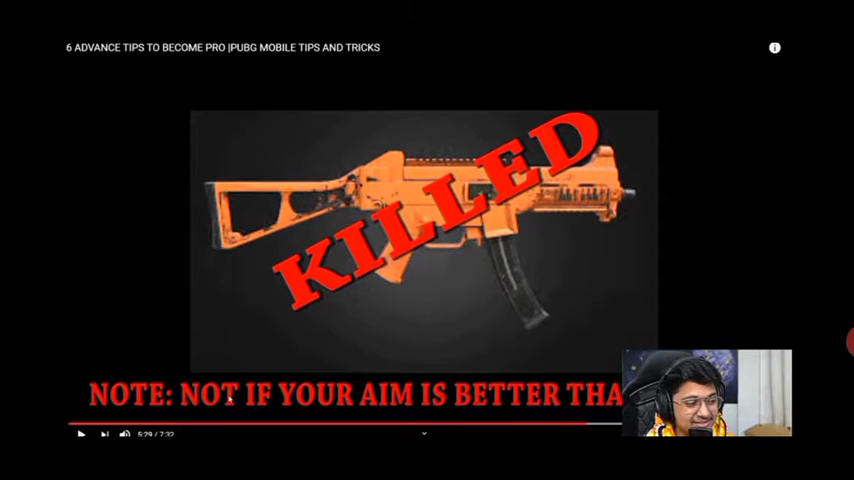 6 ADVANCE TIPS TO BECOME PRO |PUBG MOBILE TIPS AND TRICKS
KILLED
NOTE: NOT IF YOUR AIM IS BETTER THA
5:29 / 7:32